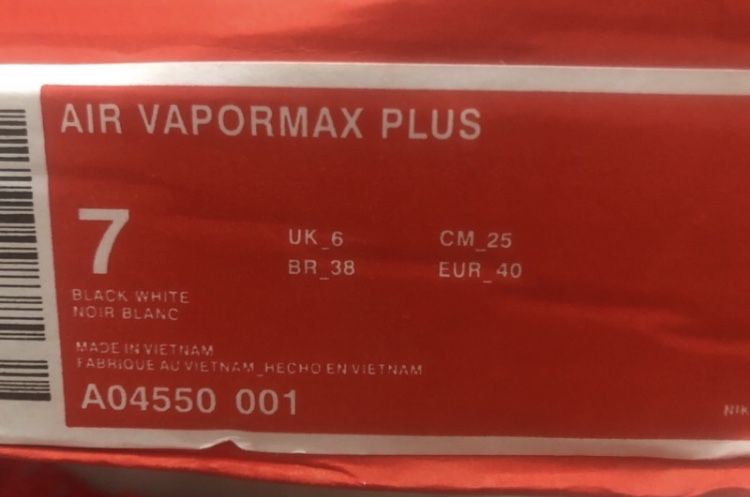 AIR VAPORMAX PLUS
7
UK_6 CM_25
BR_38 EUR_40
BLACK WHITE
NOIR BLANC
MADE IN VIETNAM
FABRIQUE AU VIETNAM_HECHO EN VIETNAM
A04550 001
NIK